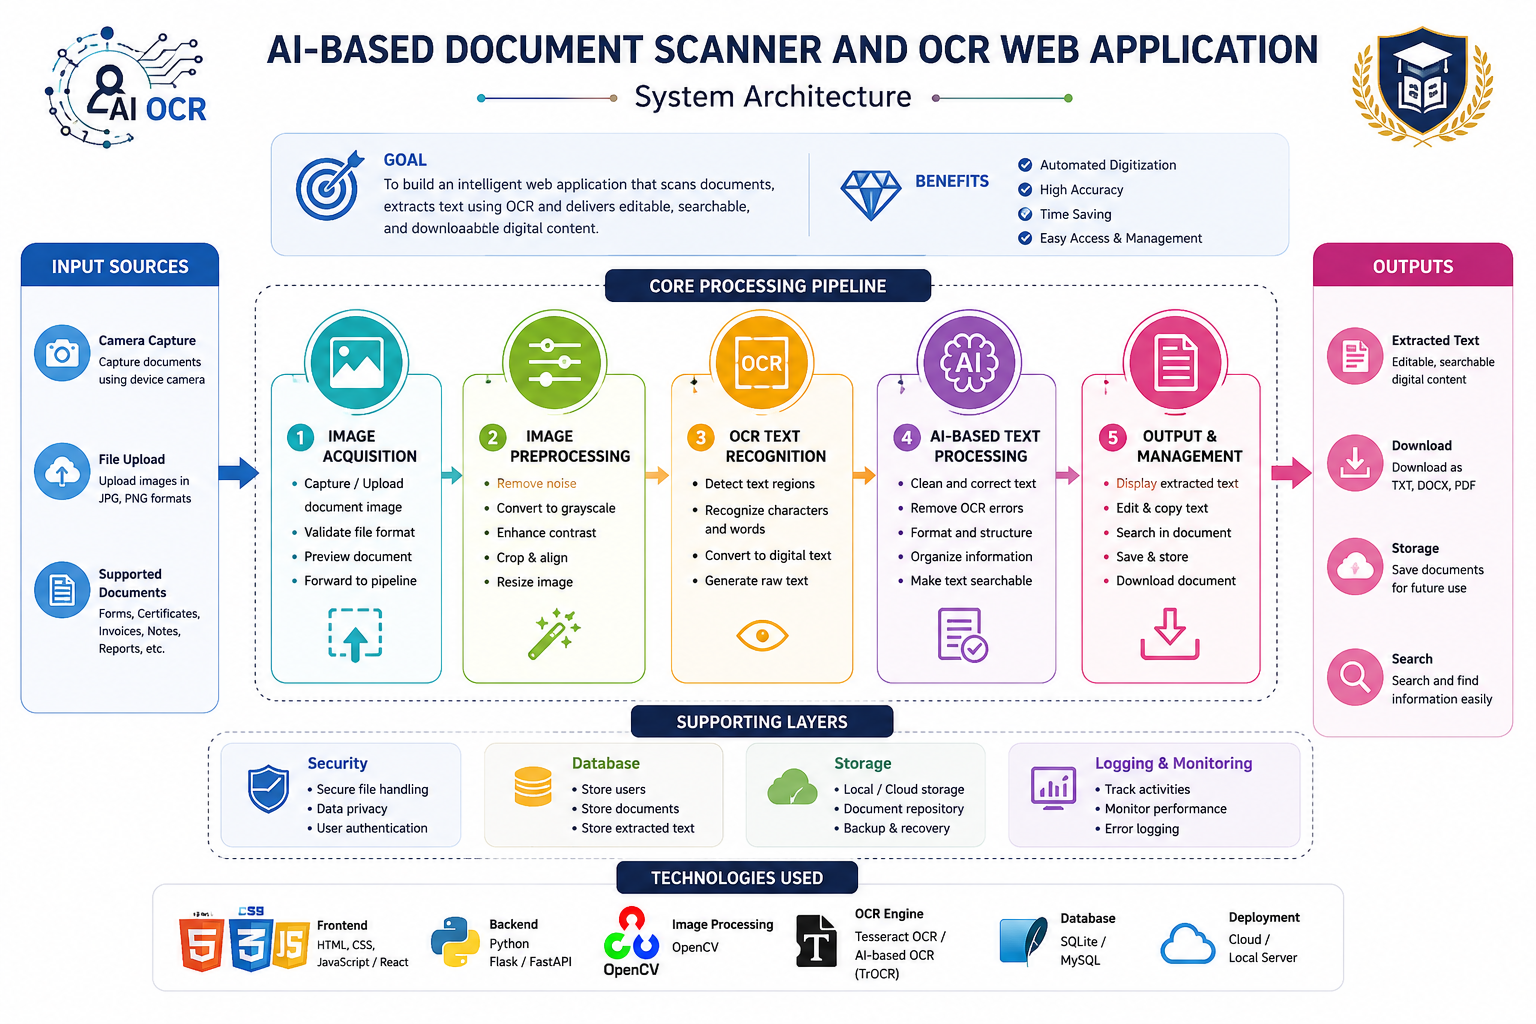 AI OCR
AI-BASED DOCUMENT SCANNER AND OCR WEB APPLICATION
System Architecture
GOAL
To build an intelligent web application that scans documents,
extracts text using OCR and delivers editable, searchable,
and downloaabcle digital content.
BENEFITS
Automated Digitization
High Accuracy
Time Saving
Easy Access & Management
INPUT SOURCES
Camera Capture
Capture documents
using device camera
File Upload
Upload images in
JPG, PNG formats
Supported
Documents
Forms, Certificates,
Invoices, Notes,
Reports, etc.
CORE PROCESSING PIPELINE
1 IMAGE
ACQUISITION
• Capture / Upload
document image
• Validate file format
• Preview document
• Forward to pipeline
2 IMAGE
PREPROCESSING
• Remove noise
• Convert to grayscale
• Enhance contrast
• Crop & align
• Resize image
OCR
3 OCR TEXT
RECOGNITION
• Detect text regions
• Recognize characters
and words
• Convert to digital text
• Generate raw text
AI
4 AI-BASED TEXT
PROCESSING
• Clean and correct text
• Remove OCR errors
• Format and structure
• Organize information
• Make text searchable
5 OUTPUT &
MANAGEMENT
• Display extracted text
• Edit & copy text
• Search in document
• Save & store
• Download document
OUTPUTS
Extracted Text
Editable, searchable
digital content
Download
Download as
TXT, DOCX, PDF
Storage
Save documents
for future use
Search
Search and find
information easily
SUPPORTING LAYERS
Security
• Secure file handling
• Data privacy
• User authentication
Database
• Store users
• Store documents
• Store extracted text
Storage
• Local / Cloud storage
• Document repository
• Backup & recovery
Logging & Monitoring
• Track activities
• Monitor performance
• Error logging
TECHNOLOGIES USED
5
3
JS
Frontend
HTML, CSS,
JavaScript / React
Backend
Python
Flask / FastAPI
OpenCV
Image Processing
OpenCV
T
OCR Engine
Tesseract OCR /
AI-based OCR
(TrOCR)
Database
SQLite /
MySQL
Deployment
Cloud /
Local Server